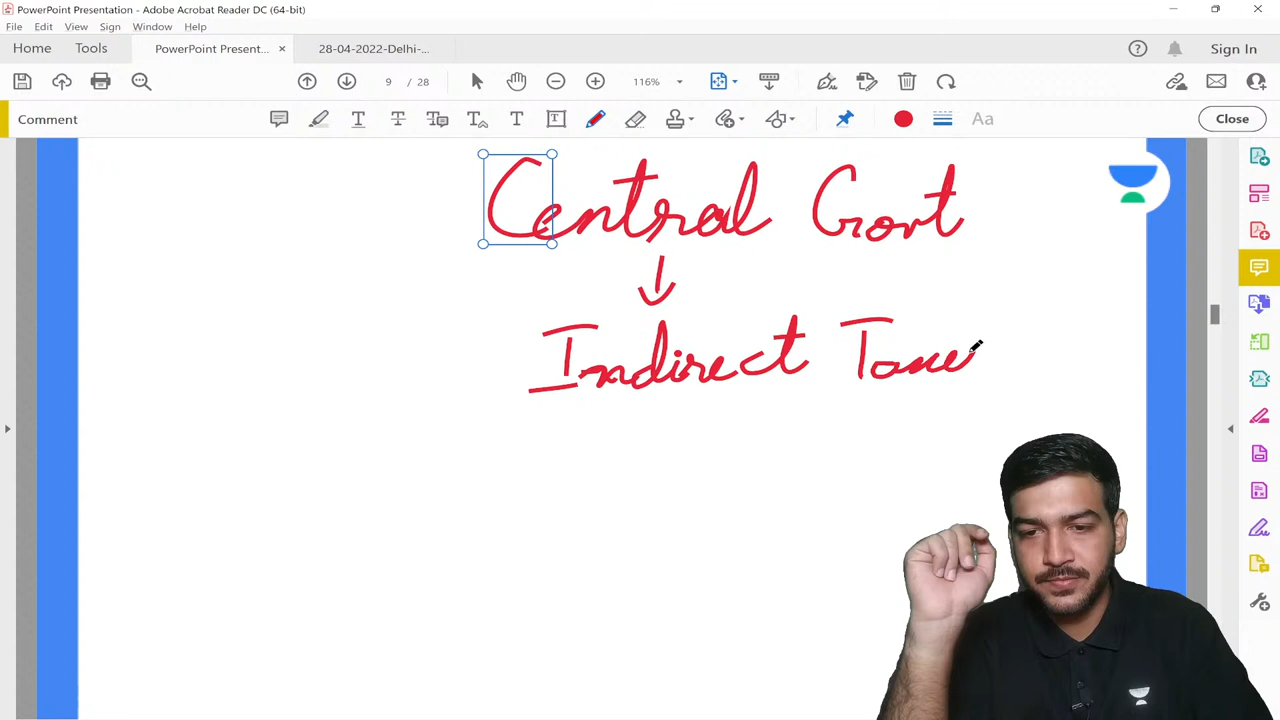 PowerPoint Presentation - Adobe Acrobat Reader DC (64-bit)
File Edit View Sign Window Help
Home Tools PowerPoint Present... × 28-04-2022-Delhi-... Sign In
9 / 28 116%
Comment Aa Close
Central Govt
Indirect Taxe